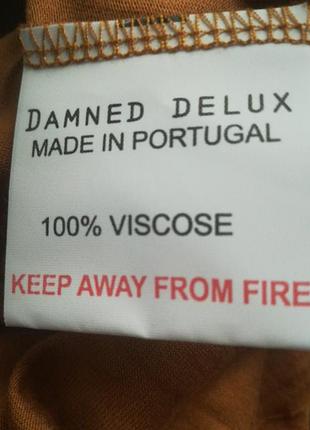 DAMNED DELUX
MADE IN PORTUGAL
100% VISCOSE
KEEP AWAY FROM FIRE